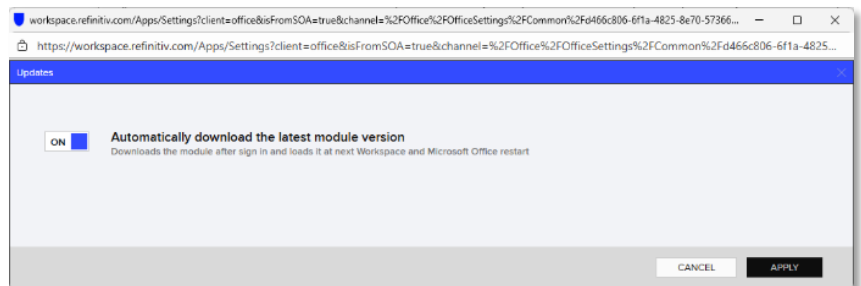 workspace.refinitiv.com/Apps/Settings?client=office&isFromSOA=true&channel=%2FOffice%2FOfficeSettings%2FCommon%2Fd466c806-6f1a-4825-8e70-57366...
https://workspace.refinitiv.com/Apps/Settings?client=office&isFromSOA=true&channel=%2FOffice%2FOfficeSettings%2FCommon%2Fd466c806-6f1a-4825...
Updates
ON
Automatically download the latest module version
Downloads the module after sign in and loads it at next Workspace and Microsoft Office restart
CANCEL
APPLY